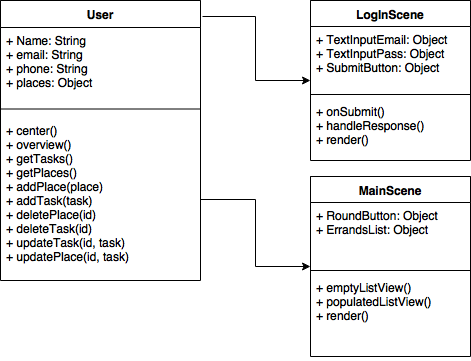 User
+ Name: String
+ email: String
+ phone: String
+ places: Object
+ center()
+ overview()
+ getTasks()
+ getPlaces()
+ addPlace(place)
+ addTask(task)
+ deletePlace(id)
+ deleteTask(id)
+ updateTask(id, task)
+ updatePlace(id, task)
LogInScene
+ TextInputEmail: Object
+ TextInputPass: Object
+ SubmitButton: Object
+ onSubmit()
+ handleResponse()
+ render()
MainScene
+ RoundButton: Object
+ ErrandsList: Object
+ emptyListView()
+ populatedListView()
+ render()